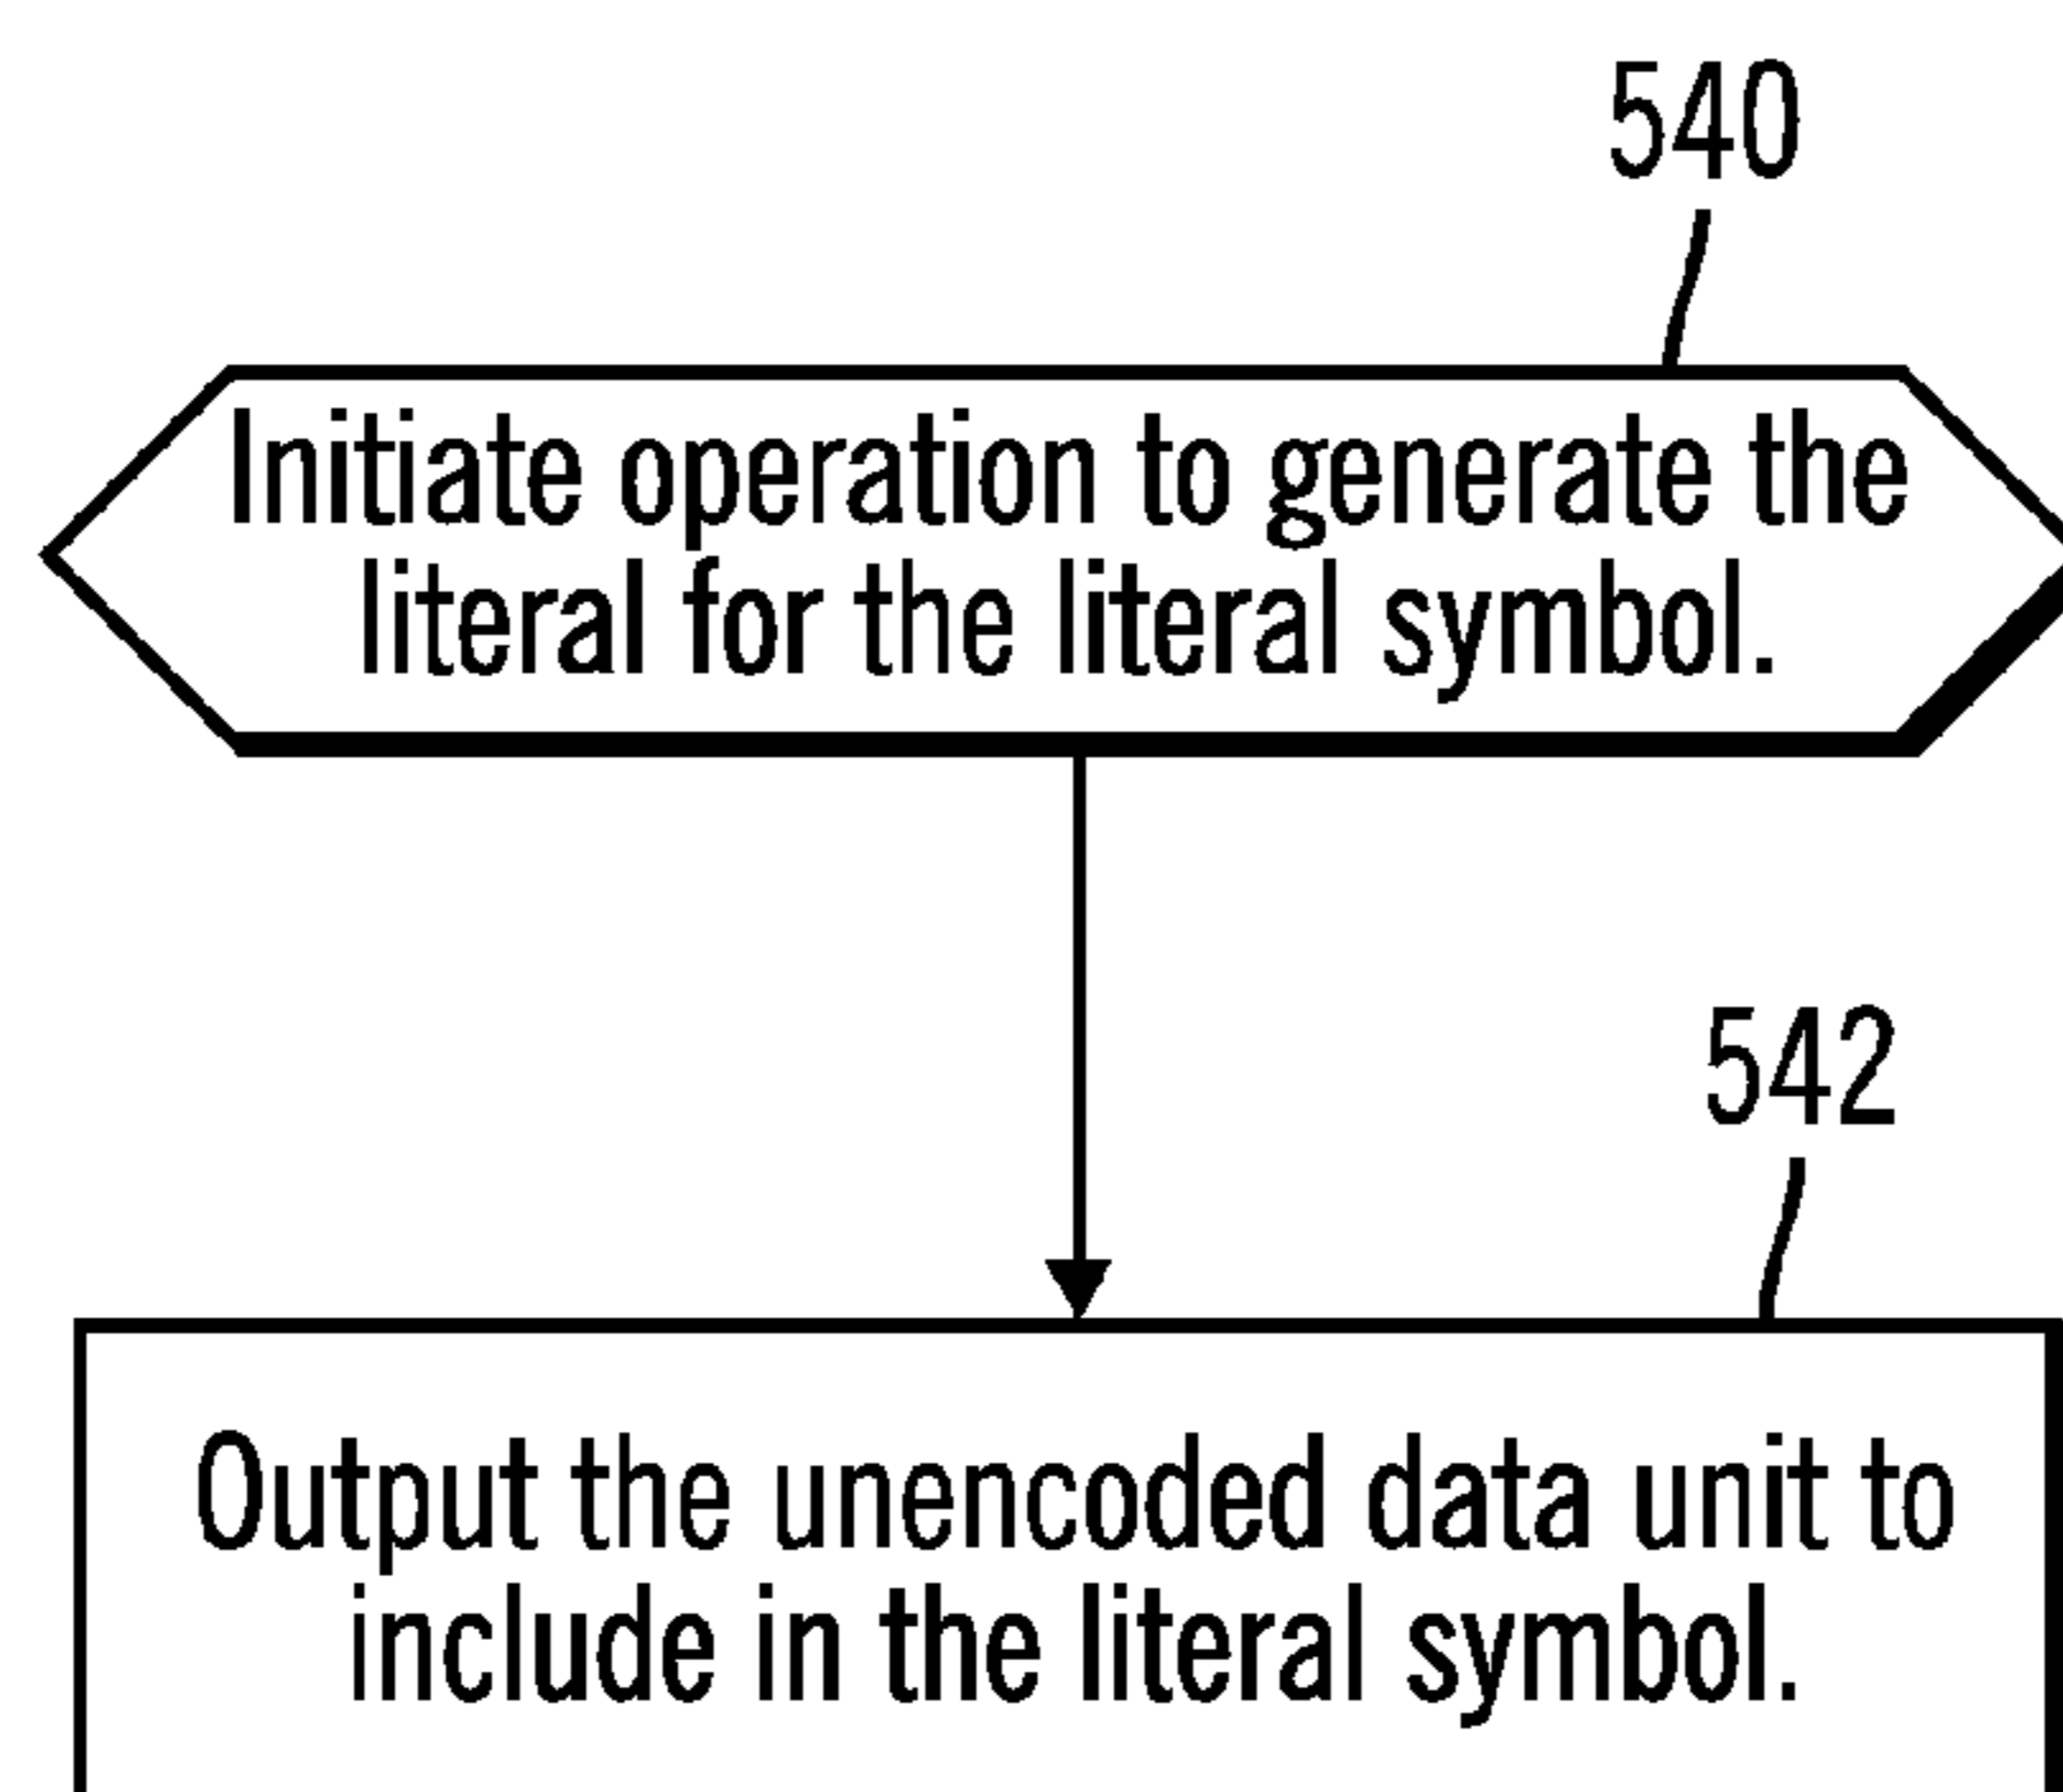 540
Initiate operation to generate the
literal for the literal symbol.
542
Output the unencoded data unit to
include in the literal symbol.